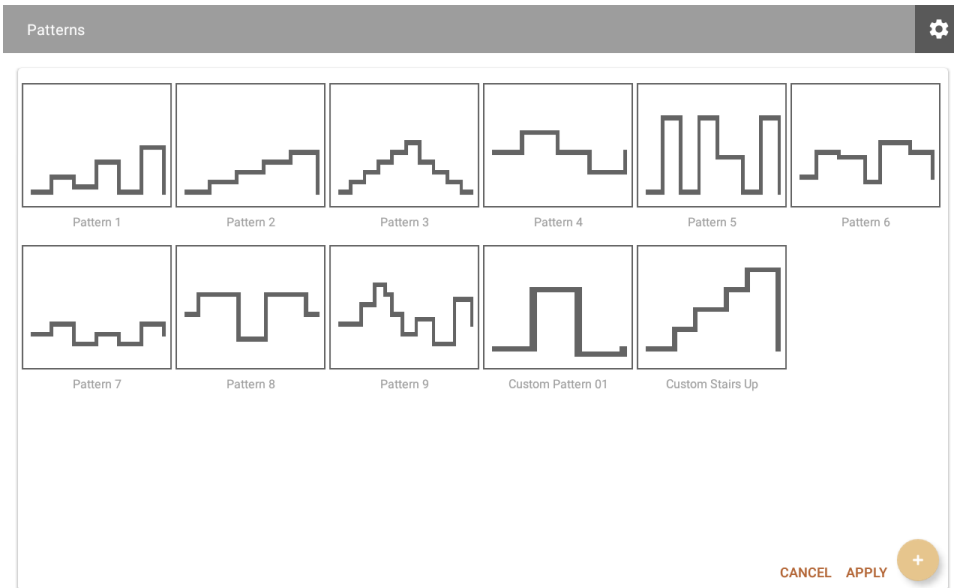 Patterns
Pattern 1 Pattern 2 Pattern 3 Pattern 4 Pattern 5 Pattern 6
Pattern 7 Pattern 8 Pattern 9 Custom Pattern 01 Custom Stairs Up
CANCEL APPLY +